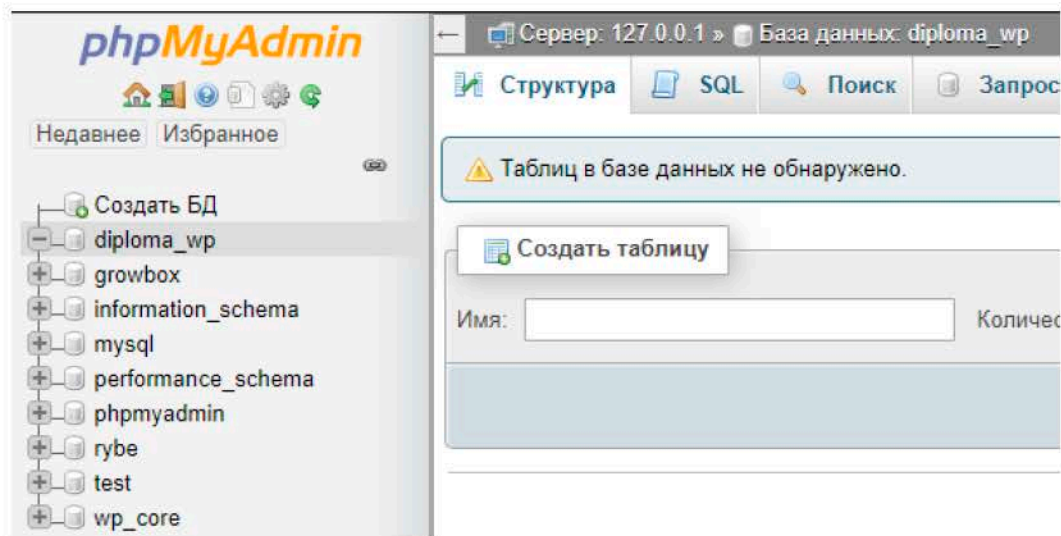 phpMyAdmin
Недавнее Избранное
Создать БД
diploma_wp
growbox
information_schema
mysql
performance_schema
phpmyadmin
rybe
test
wp_core
← Сервер: 127.0.0.1 » База данных: diploma_wp
Структура SQL Поиск Запрос
Таблиц в базе данных не обнаружено.
Создать таблицу
Имя: Количес